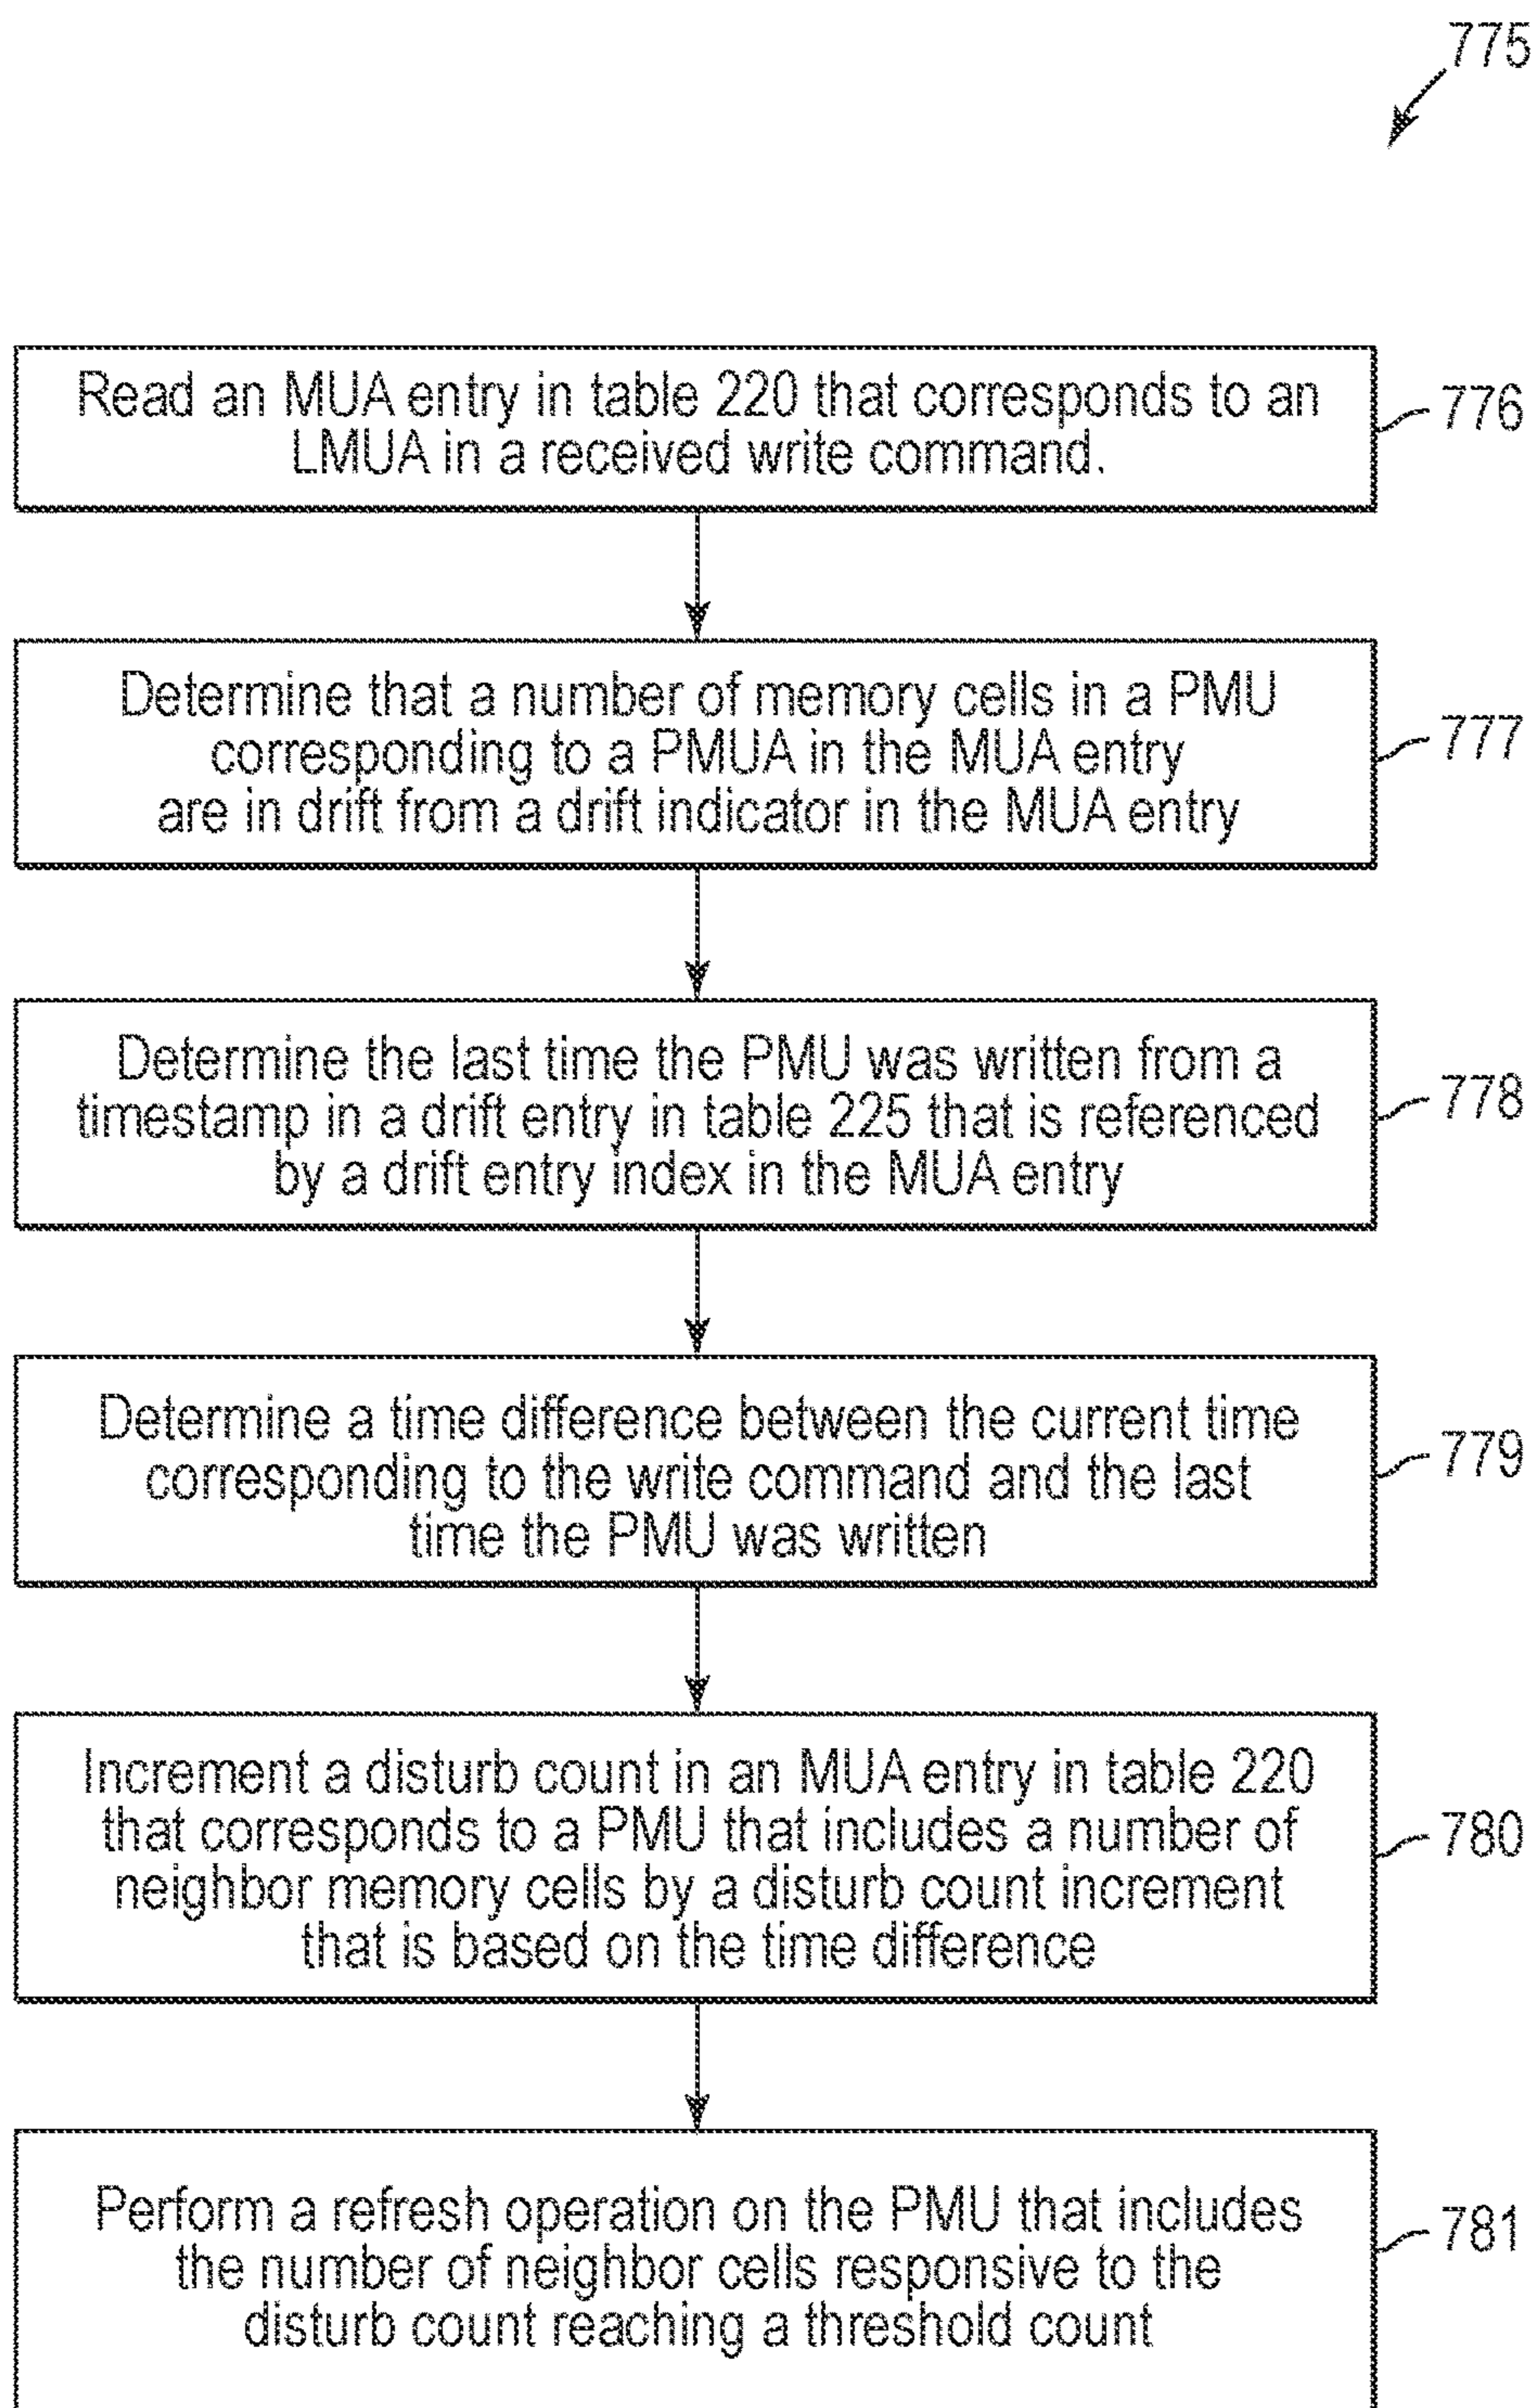 775
Read an MUA entry in table 220 that corresponds to an
LMUA in a received write command.
776
Determine that a number of memory cells in a PMU
corresponding to a PMUA in the MUA entry
are in drift from a drift indicator in the MUA entry
777
Determine the last time the PMU was written from a
timestamp in a drift entry in table 225 that is referenced
by a drift entry index in the MUA entry
778
Determine a time difference between the current time
corresponding to the write command and the last
time the PMU was written
779
Increment a disturb count in an MUA entry in table 220
that corresponds to a PMU that includes a number of
neighbor memory cells by a disturb count increment
that is based on the time difference
780
Perform a refresh operation on the PMU that includes
the number of neighbor cells responsive to the
disturb count reaching a threshold count
781